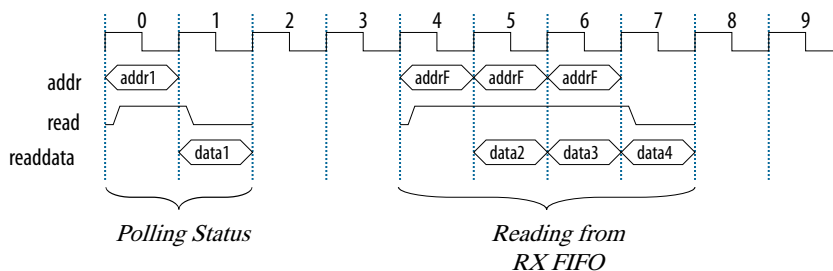 0 1 2 3 4 5 6 7 8 9
addr addr1 addrF addrF addrF
read
readdata data1 data2 data3 data4
Polling Status Reading from
RX FIFO